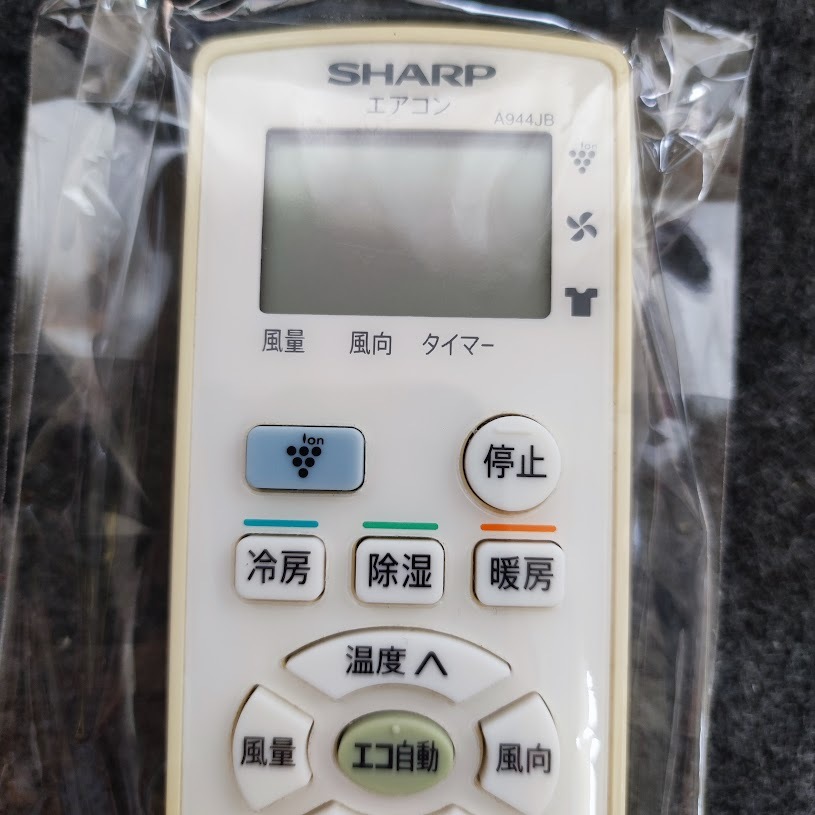 SHARP
エアコン
A944JB
Ion
風量 風向 タイマー
Ion
停止
冷房 除湿 暖房
温度 ヘ
風量 エコ自動 風向